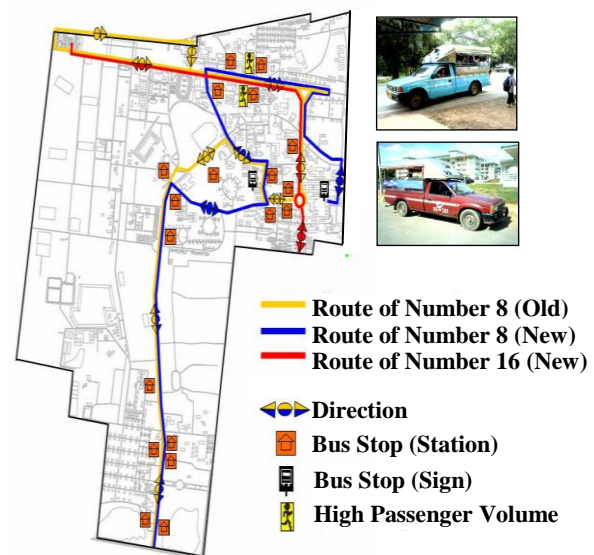 Route of Number 8 (Old)
Route of Number 8 (New)
Route of Number 16 (New)
Direction
Bus Stop (Station)
Bus Stop (Sign)
High Passenger Volume